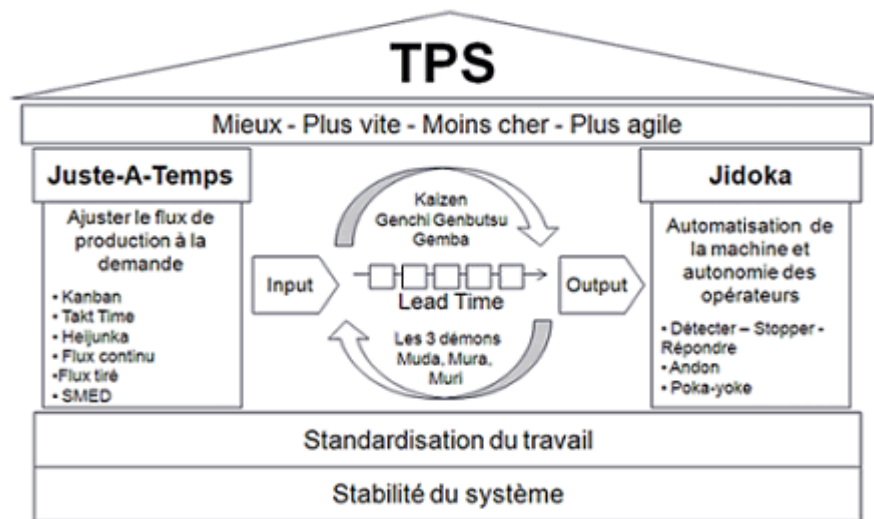 TPS
Mieux - Plus vite - Moins cher - Plus agile
Juste-A-Temps
Ajuster le flux de
production à la
demande
• Kanban
• Takt Time
• Heijunka
• Flux continu
•Flux tiré
• SMED
Input
Kaizen
Genchi Genbutsu
Gemba
Lead Time
Les 3 démons
Muda, Mura,
Muri
Output
Jidoka
Automatisation de
la machine et
autonomie des
opérateurs
• Détecter – Stopper -
Répondre
• Andon
• Poka-yoke
Standardisation du travail
Stabilité du système